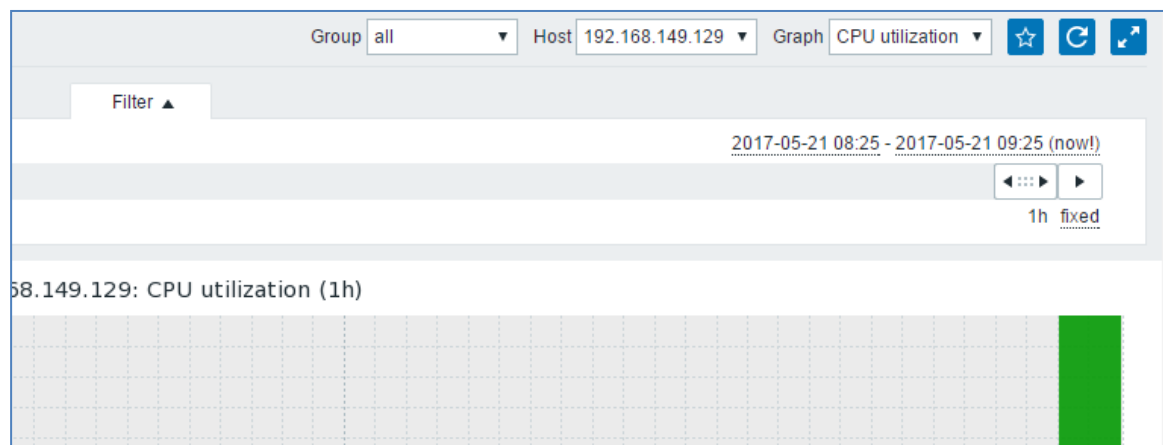 Group all Host 192.168.149.129 Graph CPU utilization
Filter
2017-05-21 08:25 - 2017-05-21 09:25 (now!)
1h fixed
68.149.129: CPU utilization (1h)